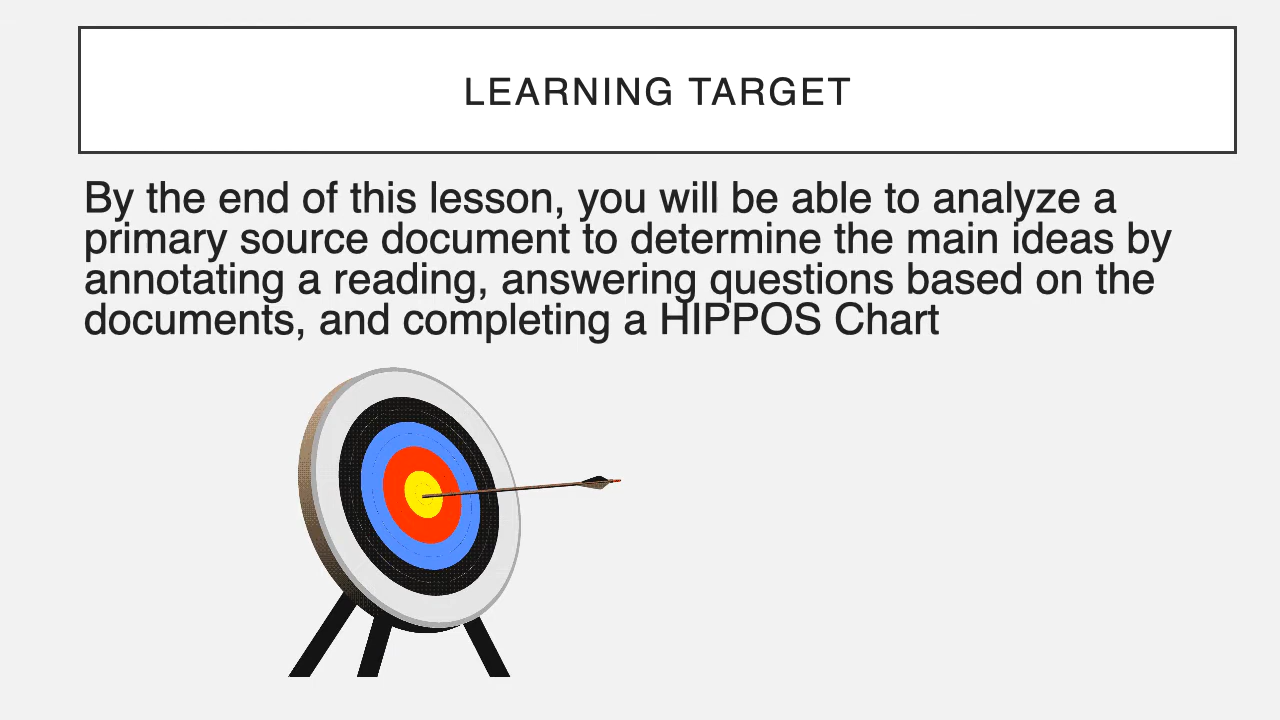 LEARNING TARGET
By the end of this lesson, you will be able to analyze a
primary source document to determine the main ideas by
annotating a reading, answering questions based on the
documents, and completing a HIPPOS Chart